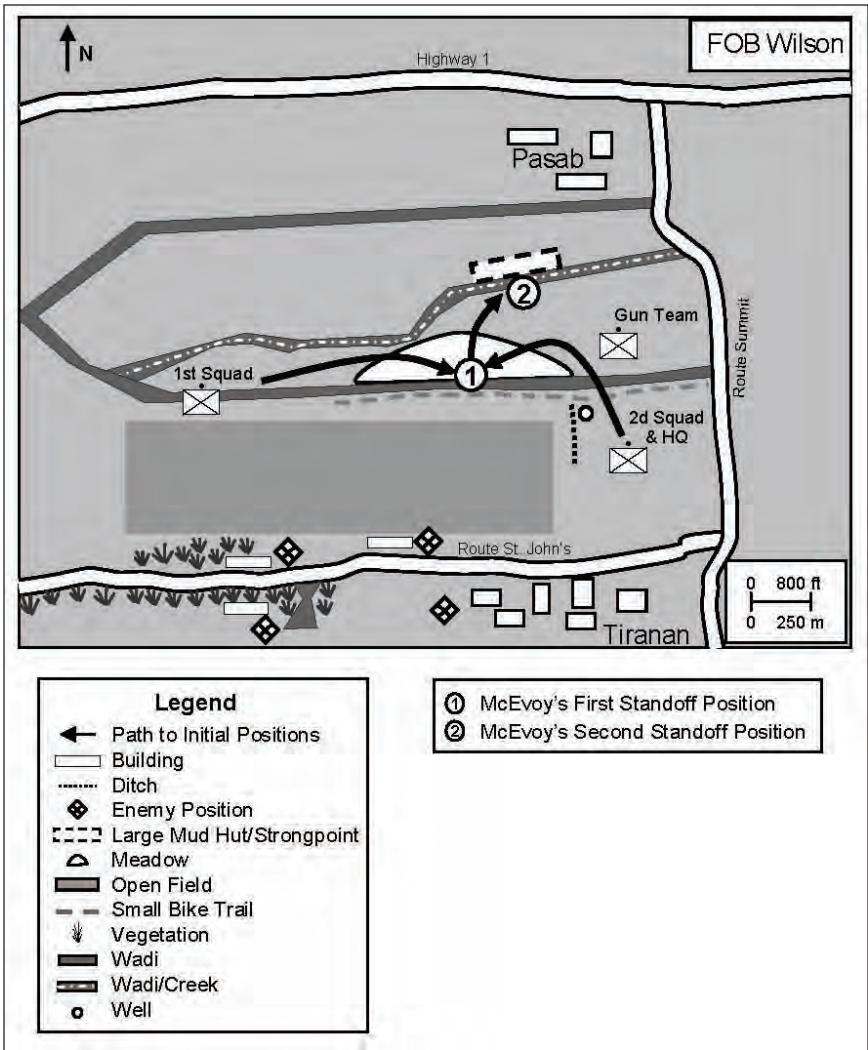 N
FOB Wilson
Highway 1
Pasab
2
Gun Team
Route Summit
1st Squad
1
2d Squad
& HQ
Route St. John's
0 800 ft
0 250 m
Tiranan
Legend
Path to Initial Positions
Building
Ditch
Enemy Position
Large Mud Hut/Strongpoint
Meadow
Open Field
Small Bike Trail
Vegetation
Wadi
Wadi/Creek
Well
1 McEvoy's First Standoff Position
2 McEvoy's Second Standoff Position